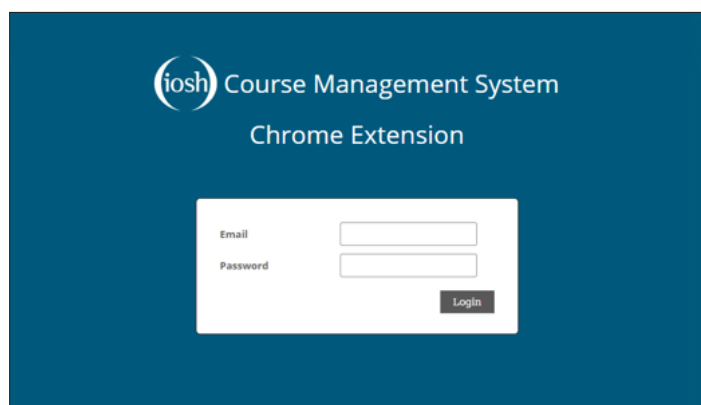 iosh Course Management System
Chrome Extension
Email
Password
Login